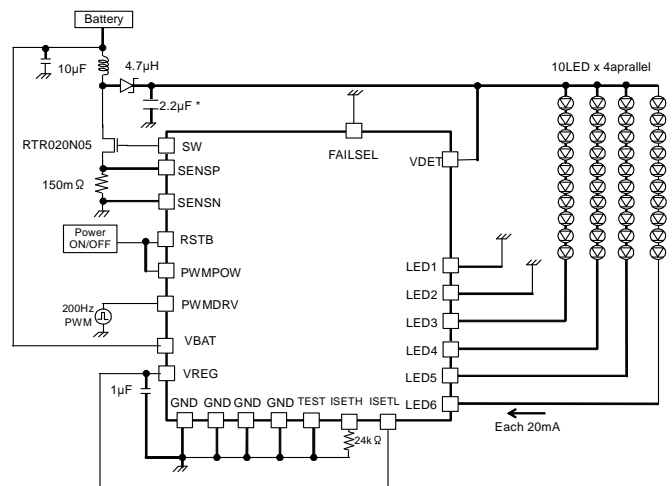 Battery
10µF
4.7µH
2.2µF *
10LED x 4aprallel
RTR020N05
SW
FAILSEL
VDET
SENSP
150mΩ
SENSN
Power
ON/OFF
RSTB
PWMPOW
LED1
LED2
PWMDRV
200Hz
PWM
LED3
VBAT
LED4
VREG
LED5
1µF
GND GND GND GND TEST ISETH ISETL
LED6
24kΩ
Each 20mA